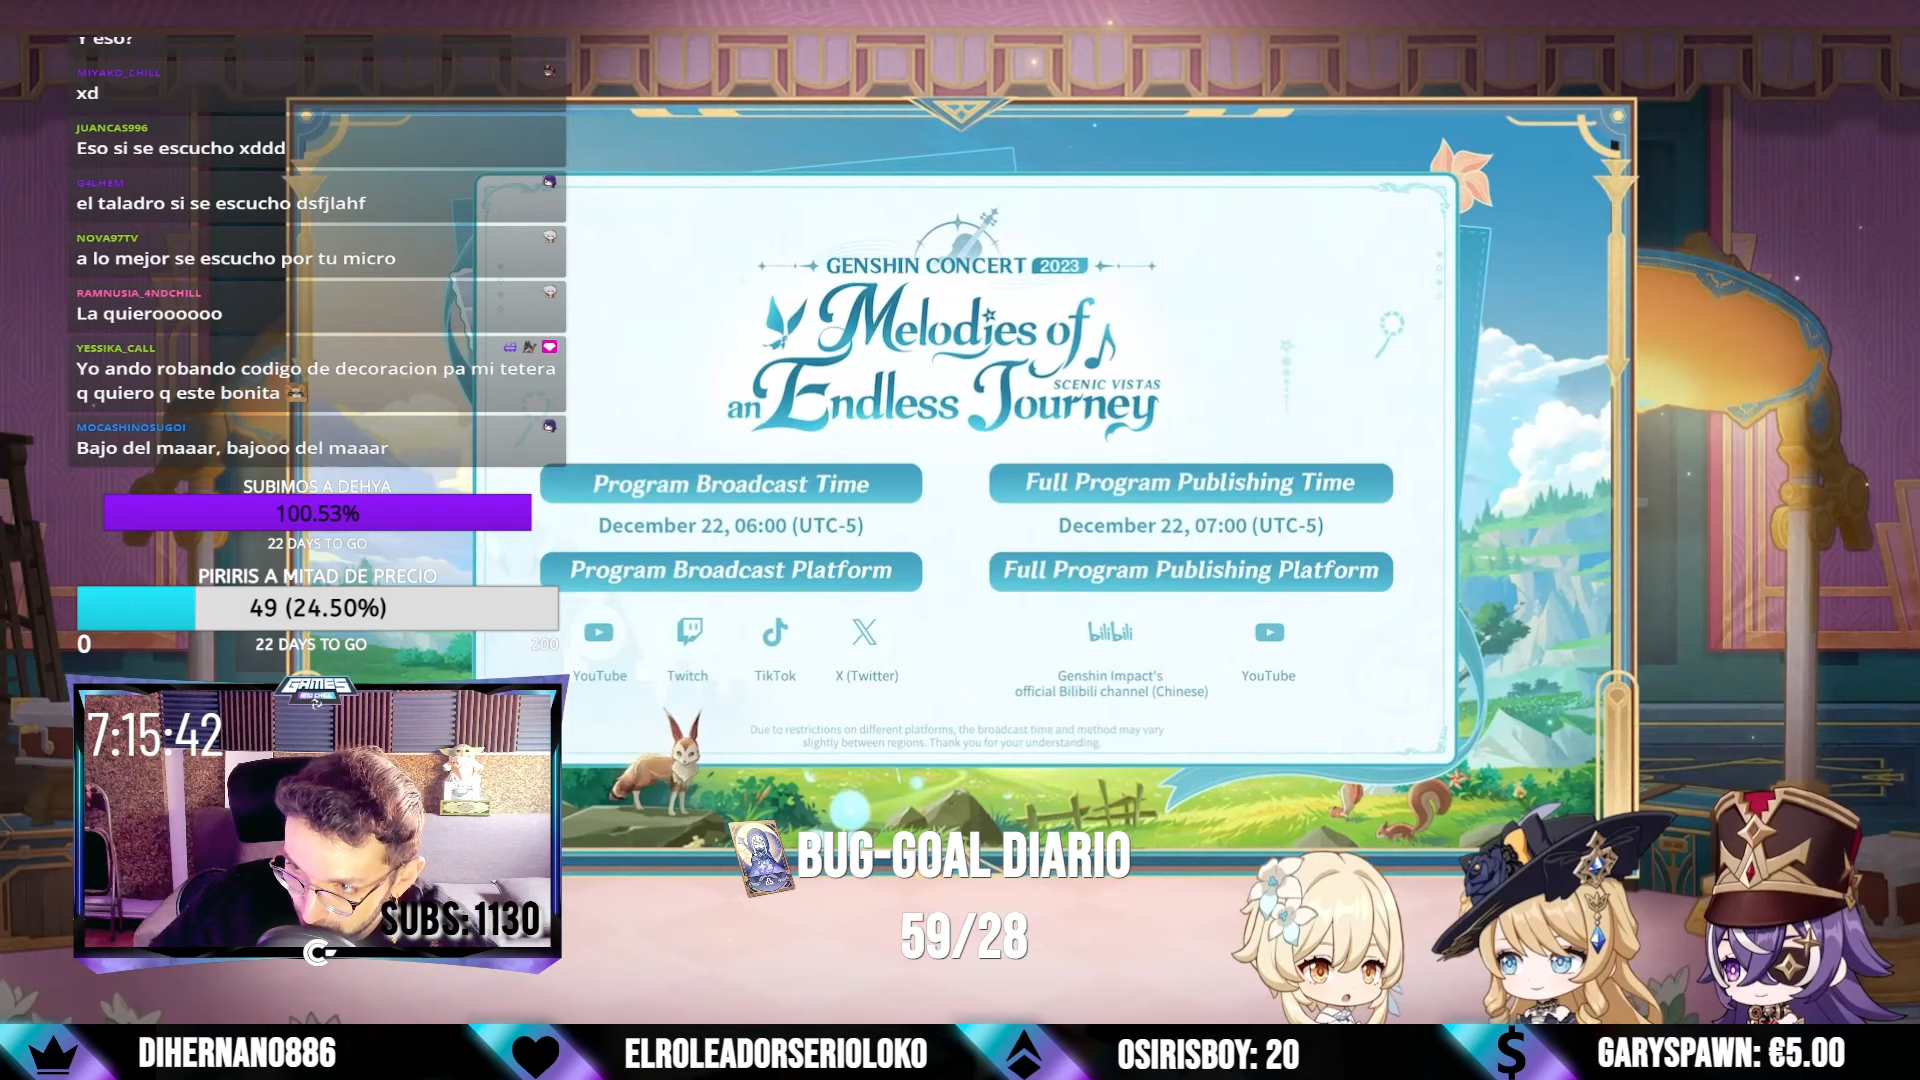 Y eso?
MIYAKO_CHILL
xd
JUANCAS996
Eso si se escucho xddd
G4LHEM
el taladro si se escucho dsfjlahf
NOVA97TV
a lo mejor se escucho por tu micro
RAMNUSIA_4NDCHILL
La quieroooooo
YESSIKA_CALL
Yo ando robando codigo de decoracion pa mi tetera
q quiero q este bonita
MOCASHINOSUGOI
Bajo del maaar, bajooo del maaar
SUBIMOS A DEHYA
100.53%
22 DAYS TO GO
PIRIRIS A MITAD DE PRECIO
49 (24.50%)
0
22 DAYS TO GO
200
GAMES
AND CHILL
7:15:42
SUBS: 1130
GENSHIN CONCERT 2023
Melodies of
an Endless Journey
SCENIC VISTAS
Program Broadcast Time
December 22, 06:00 (UTC-5)
Program Broadcast Platform
YouTube
Twitch
TikTok
X (Twitter)
Full Program Publishing Time
December 22, 07:00 (UTC-5)
Full Program Publishing Platform
bilibili
Genshin Impact's
official Bilibili channel (Chinese)
YouTube
Due to restrictions on different platforms, the broadcast time and method may vary
slightly between regions. Thank you for your understanding.
BUG-GOAL DIARIO
59/28
DIHERNANO886
ELROLEADORSERIOLOKO
OSIRISBOY: 20
GARYSPAWN: €5.00